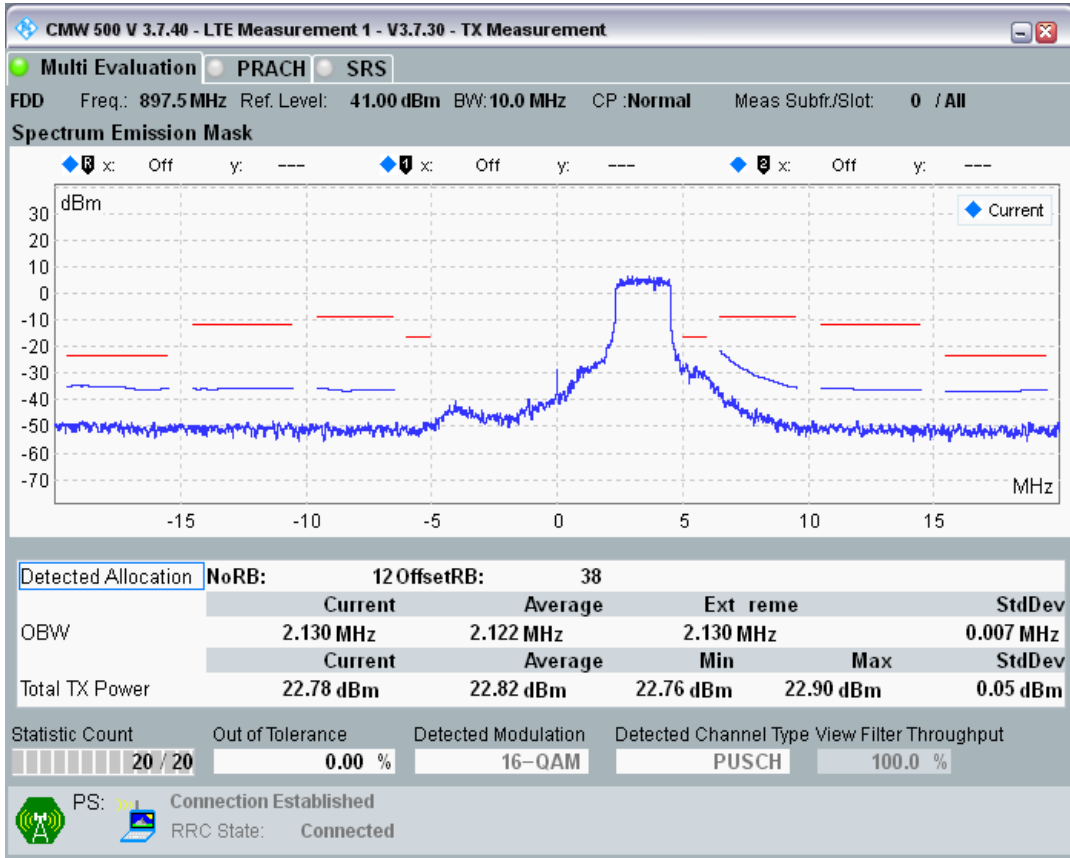 CMW 500 V 3.7.40 - LTE Measurement 1 - V3.7.30 - TX Measurement
Multi Evaluation PRACH SRS
FDD Freq.: 897.5 MHz Ref. Level: 41.00 dBm BW: 10.0 MHz CP :Normal Meas Subfr./Slot: 0 / All
Spectrum Emission Mask
R x: Off y: --- 1 x: Off y: --- 2 x: Off y: ---
dBm
Current
30
20
10
0
-10
-20
-30
-40
-50
-60
-70
MHz
-15 -10 -5 0 5 10 15
Detected Allocation NoRB: 12 OffsetRB: 38
Current Average Ext reme StdDev
OBW 2.130 MHz 2.122 MHz 2.130 MHz 0.007 MHz
Current Average Min Max StdDev
Total TX Power 22.78 dBm 22.82 dBm 22.76 dBm 22.90 dBm 0.05 dBm
Statistic Count Out of Tolerance Detected Modulation Detected Channel Type View Filter Throughput
20 / 20 0.00 % 16-QAM PUSCH 100.0 %
PS: Connection Established
RRC State: Connected